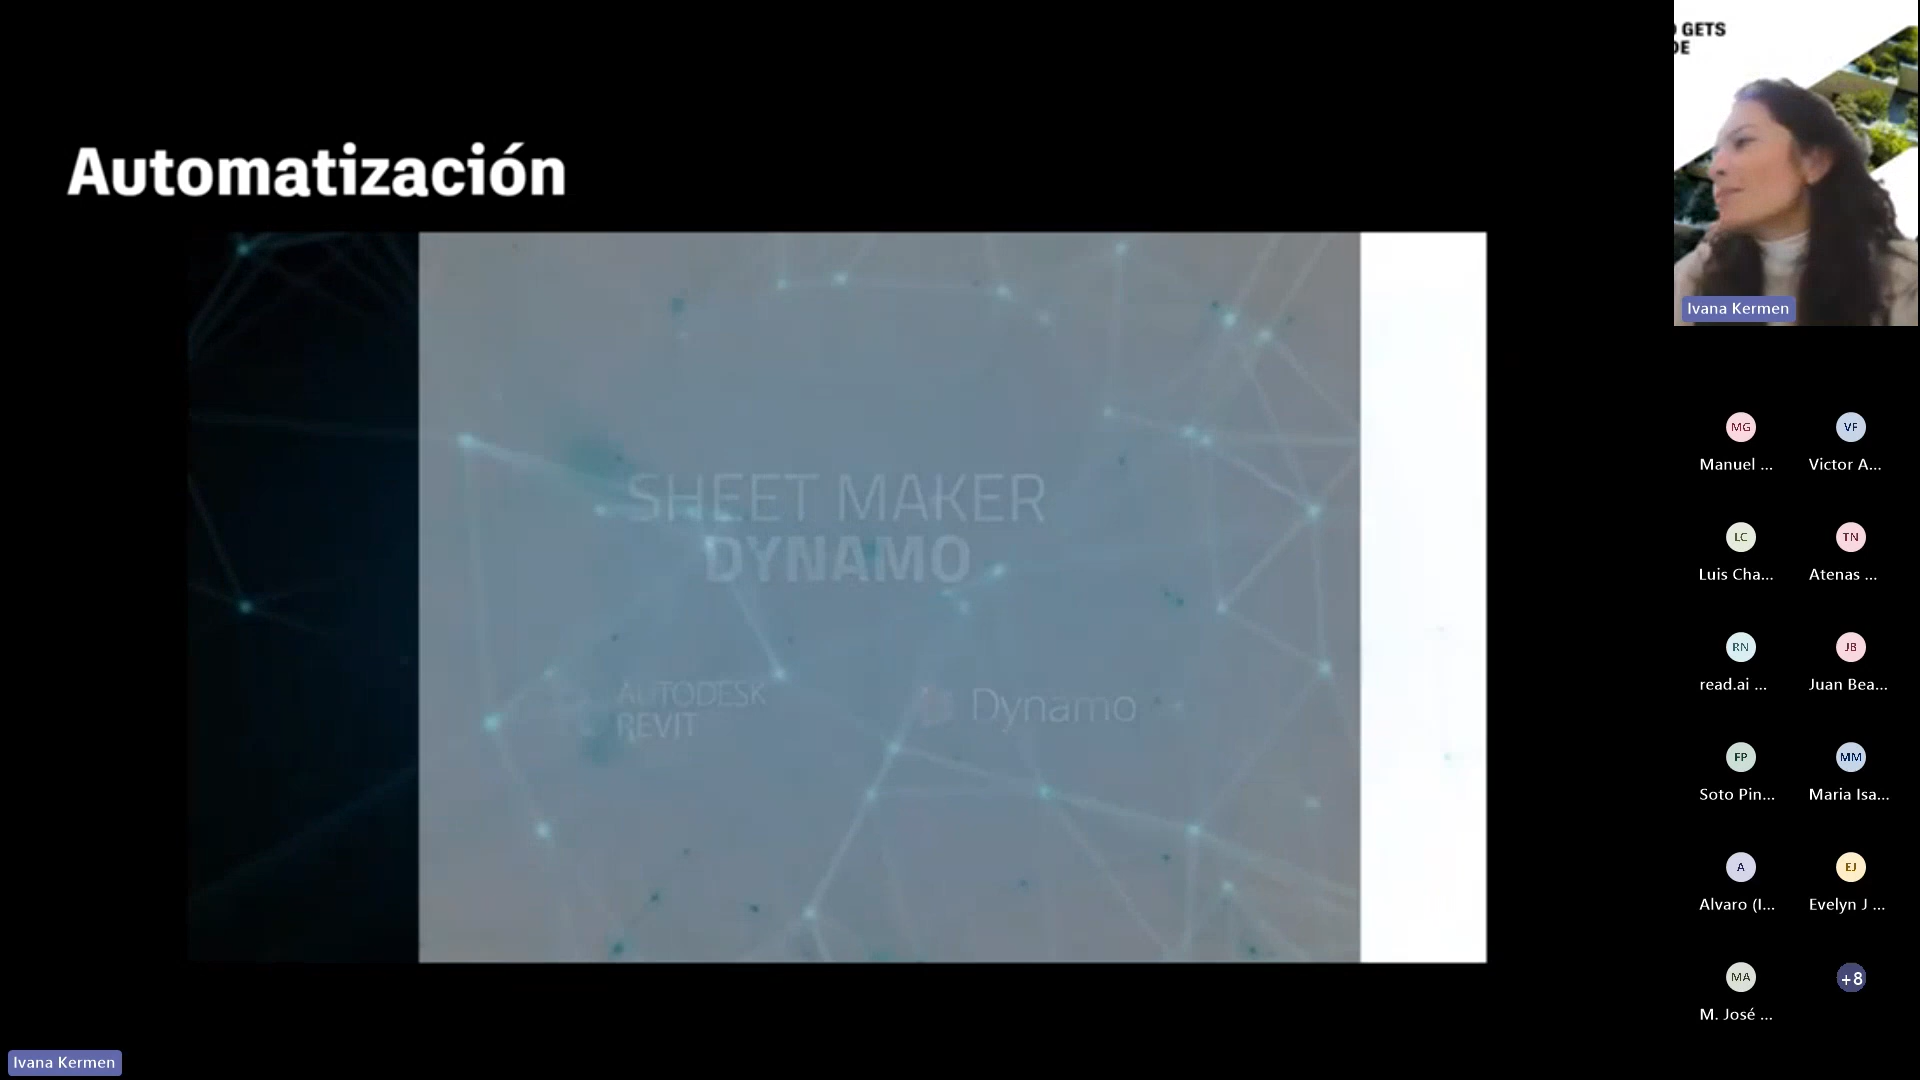 Automatización
SHEET MAKER
DYNAMO
AUTODESK
REVIT
Dynamo
GETS
DE
Ivana Kermen
MG
VF
Manuel ...
Victor A...
LC
TN
Luis Cha...
Atenas ...
RN
JB
read.ai ...
Juan Bea...
FP
MM
Soto Pin...
Maria Isa...
A
EJ
Alvaro (I...
Evelyn J ...
MA
+8
M. José ...
Ivana Kermen